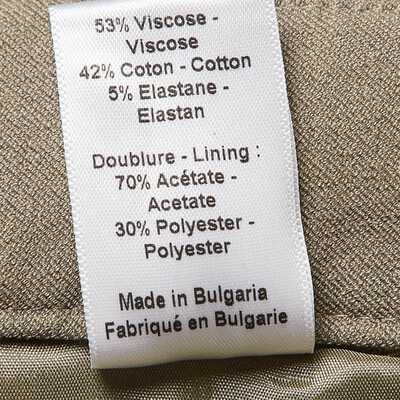 53% Viscose -
Viscose
42% Coton - Cotton
5% Elastane -
Elastan
Doublure - Lining :
70% Acétate -
Acetate
30% Polyester -
Polyester
Made in Bulgaria
Fabriqué en Bulgarie